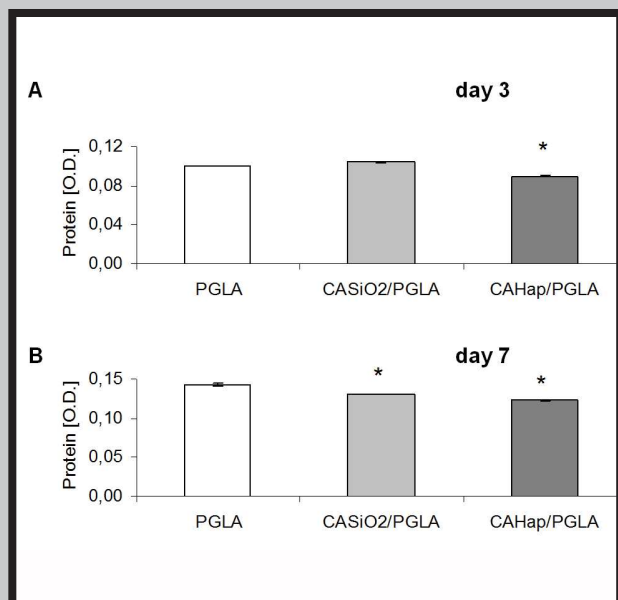 A
day 3
*
0,12
0,08
0,04
0,00
Protein [O.D.]
PGLA
CASiO2/PGLA
CAHap/PGLA
B
day 7
*
*
0,15
0,10
0,05
0,00
Protein [O.D.]
PGLA
CASiO2/PGLA
CAHap/PGLA